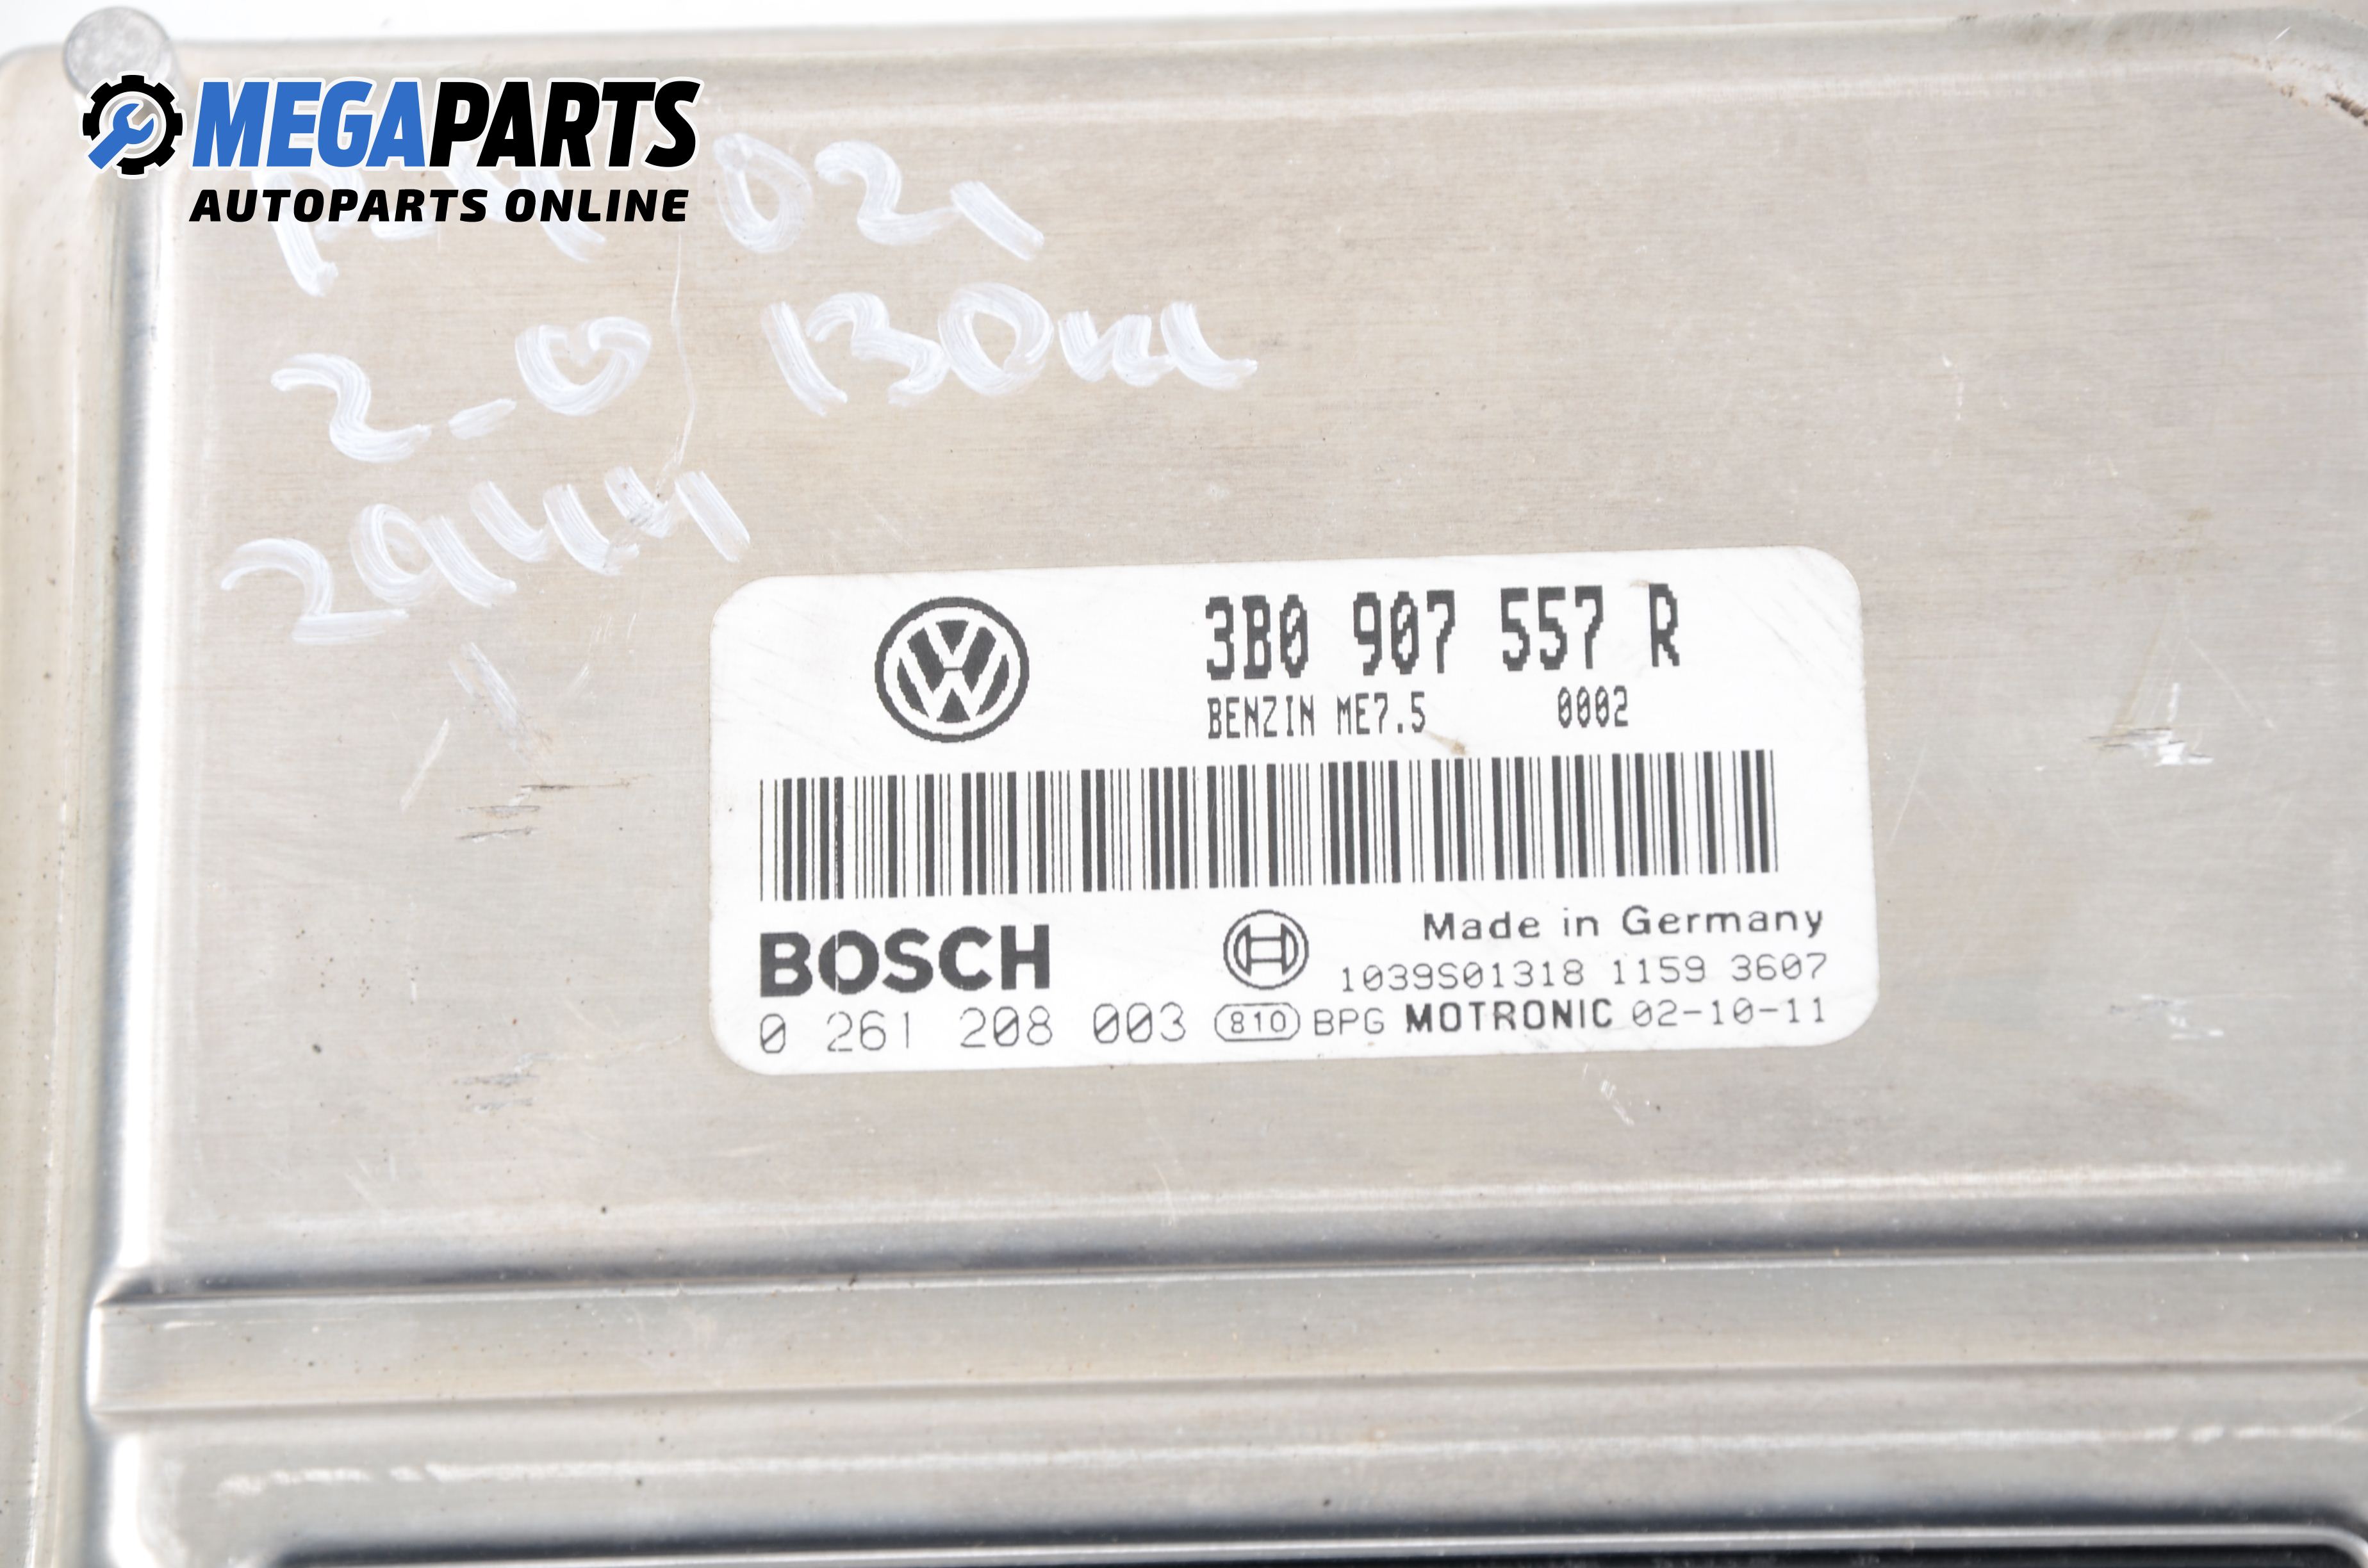 MEGAPARTS
AUTOPARTS ONLINE
02
2.0 130
3B0 907 557 R
BENZIN ME7.5 0002
BOSCH
Made in Germany
1039S01318 1159 3607
0 261 208 003 810 BPG MOTRONIC 02-10-11